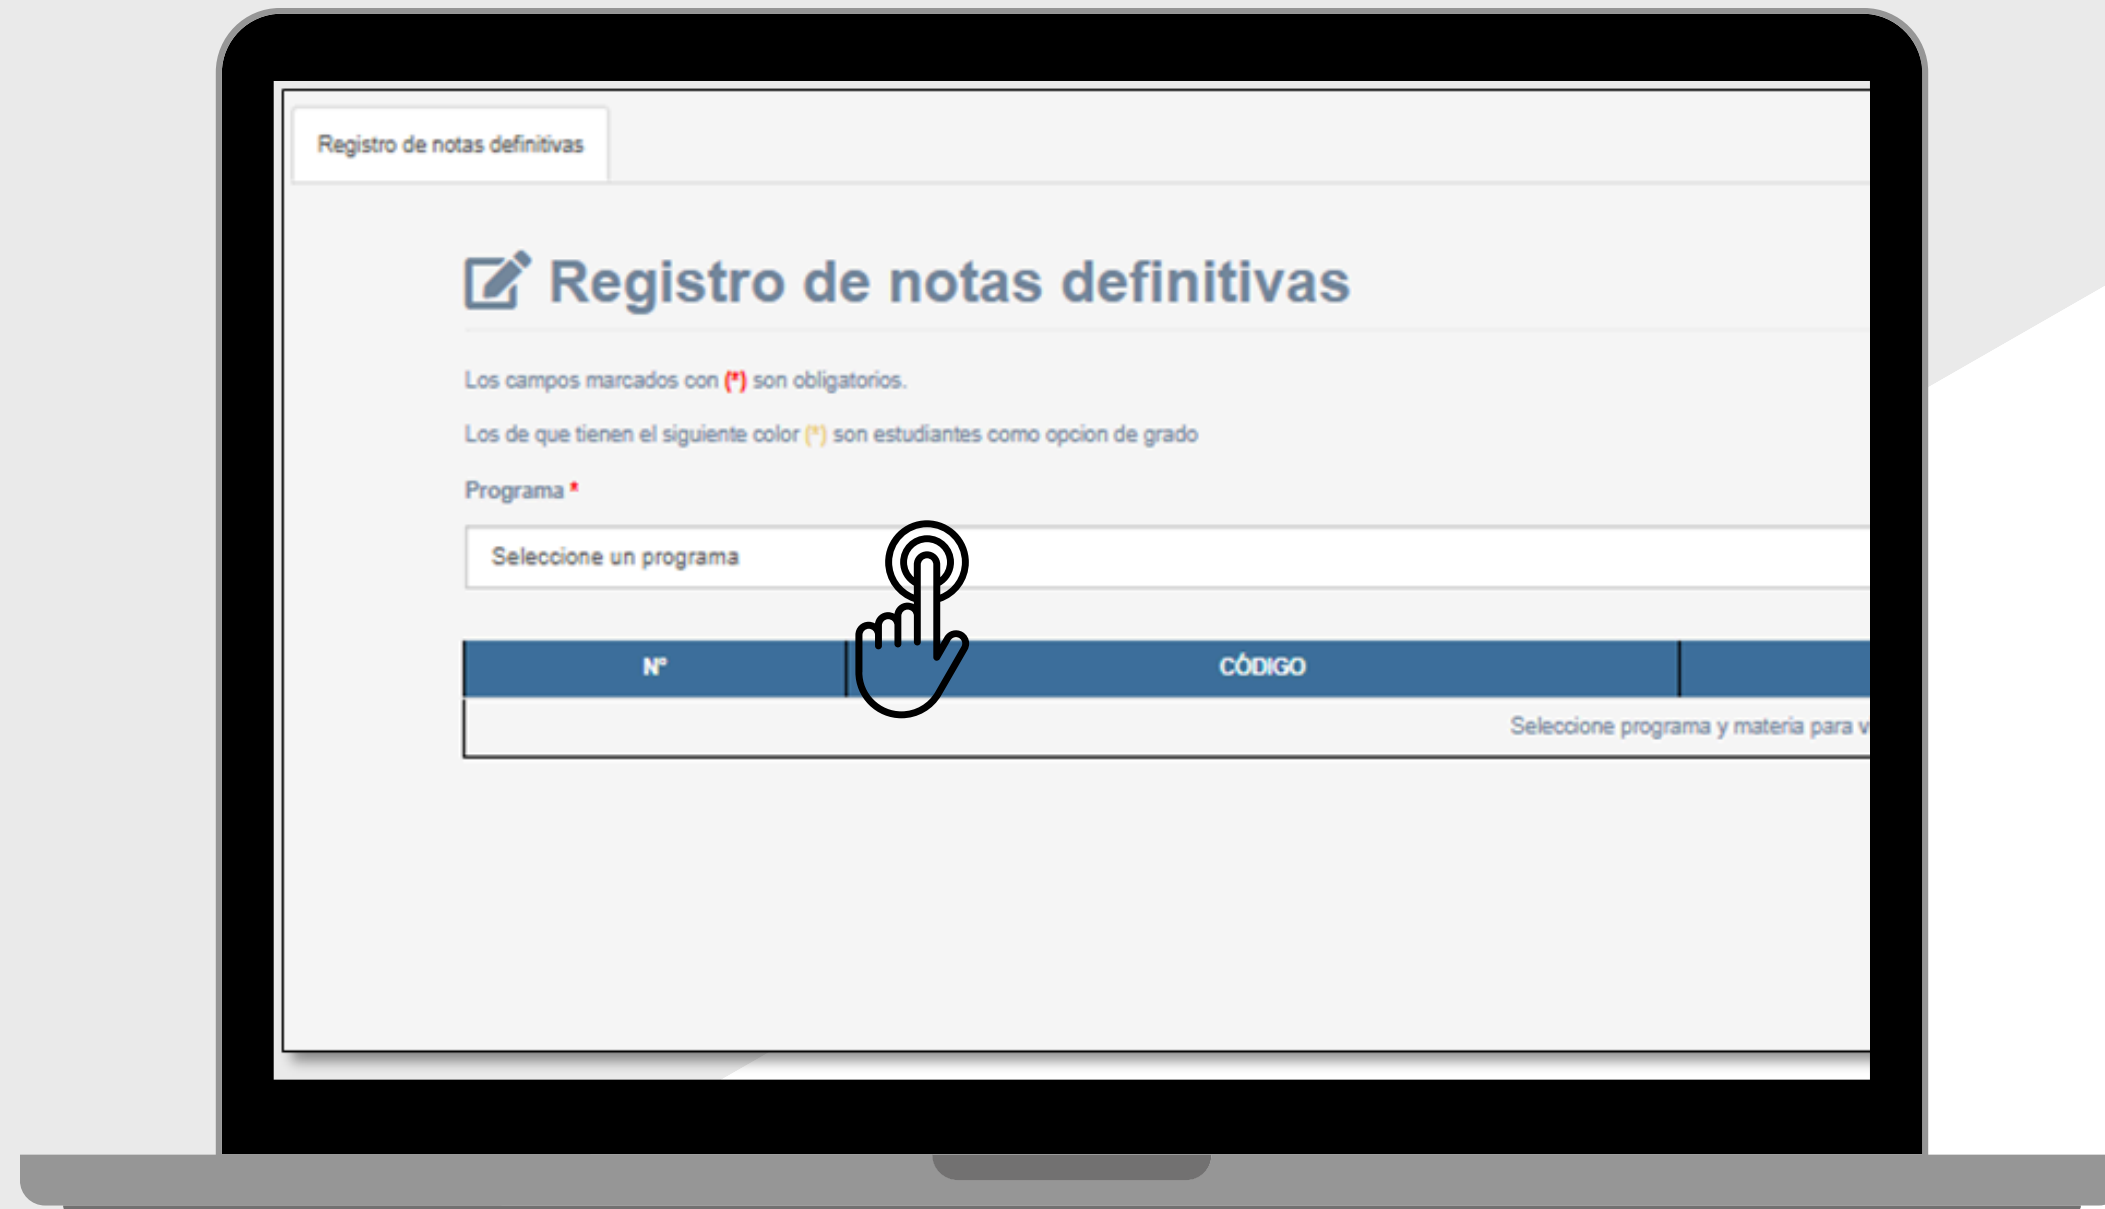 Registro de notas definitivas
Registro de notas definitivas
Los campos marcados con (*) son obligatorios.
Los de que tienen el siguiente color (*) son estudiantes como opcion de grado
Programa *
Seleccione un programa
Nº CÓDIGO
Seleccione programa y materia para v